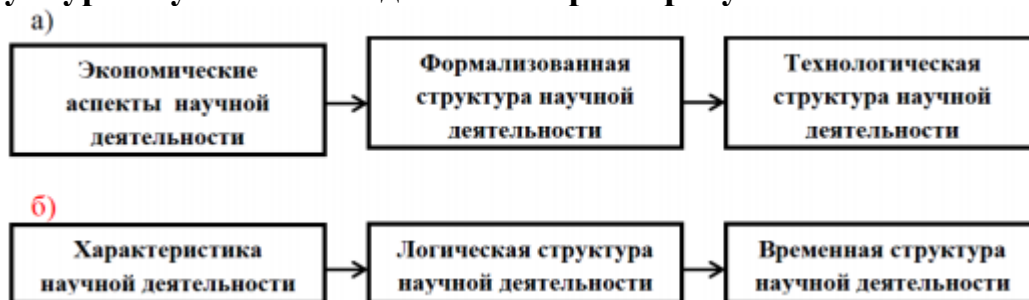 а)
Экономические
аспекты научной
деятельности
Формализованная
структура научной
деятельности
Технологическая
структура научной
деятельности
б)
Характеристика
научной деятельности
Логическая структура
научной деятельности
Временная структура
научной деятельности